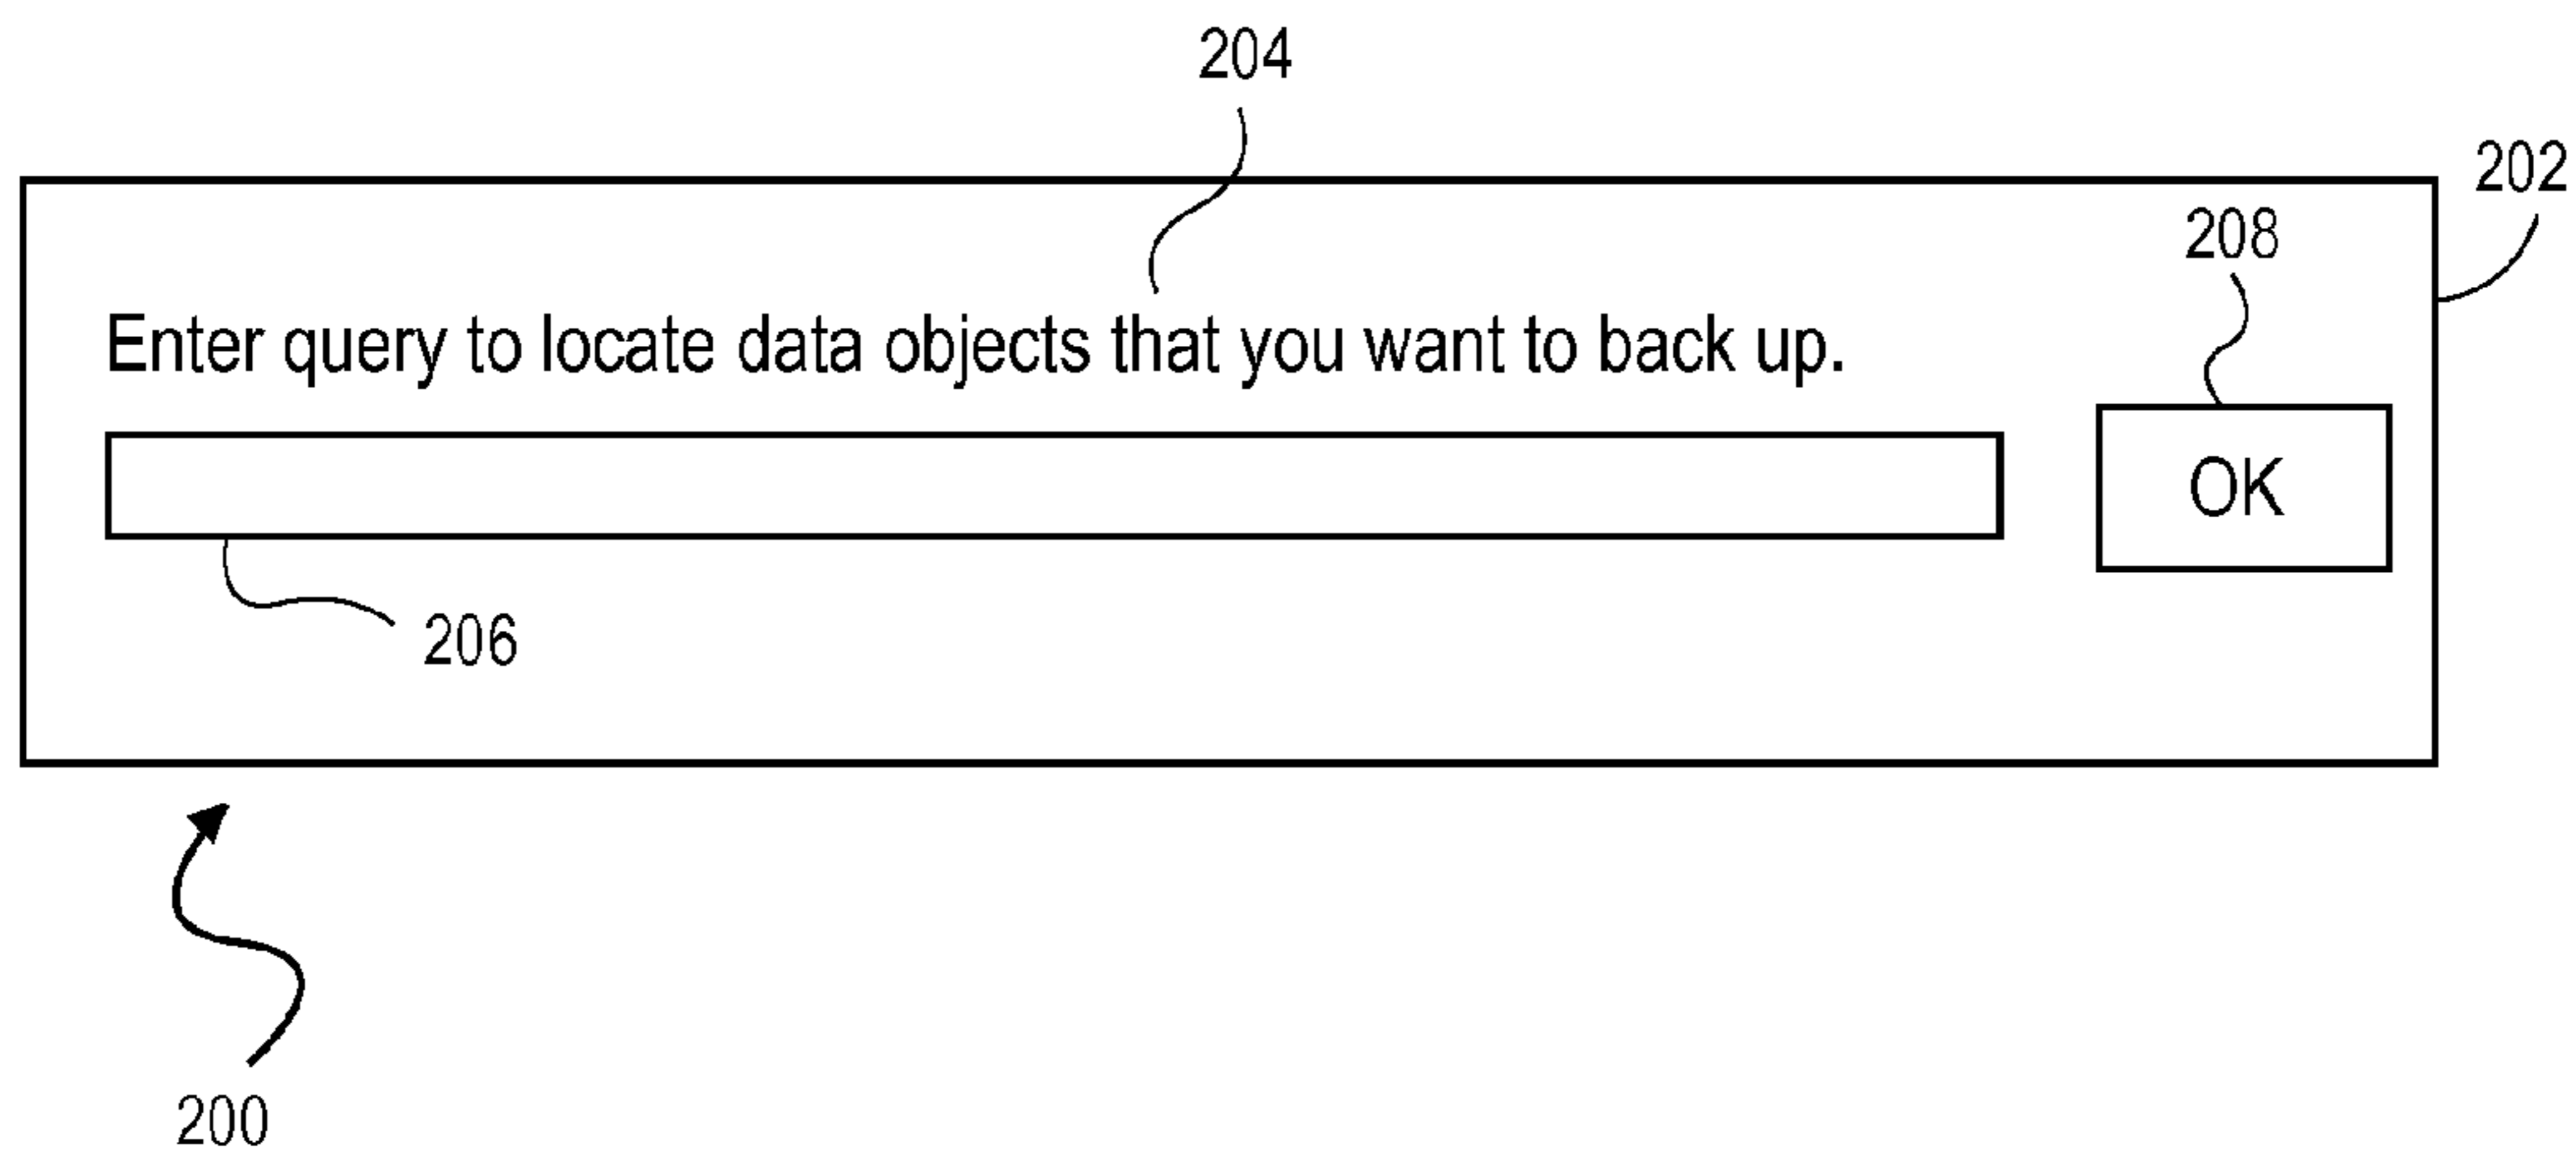 204
202
208
Enter query to locate data objects that you want to back up.
OK
206
200